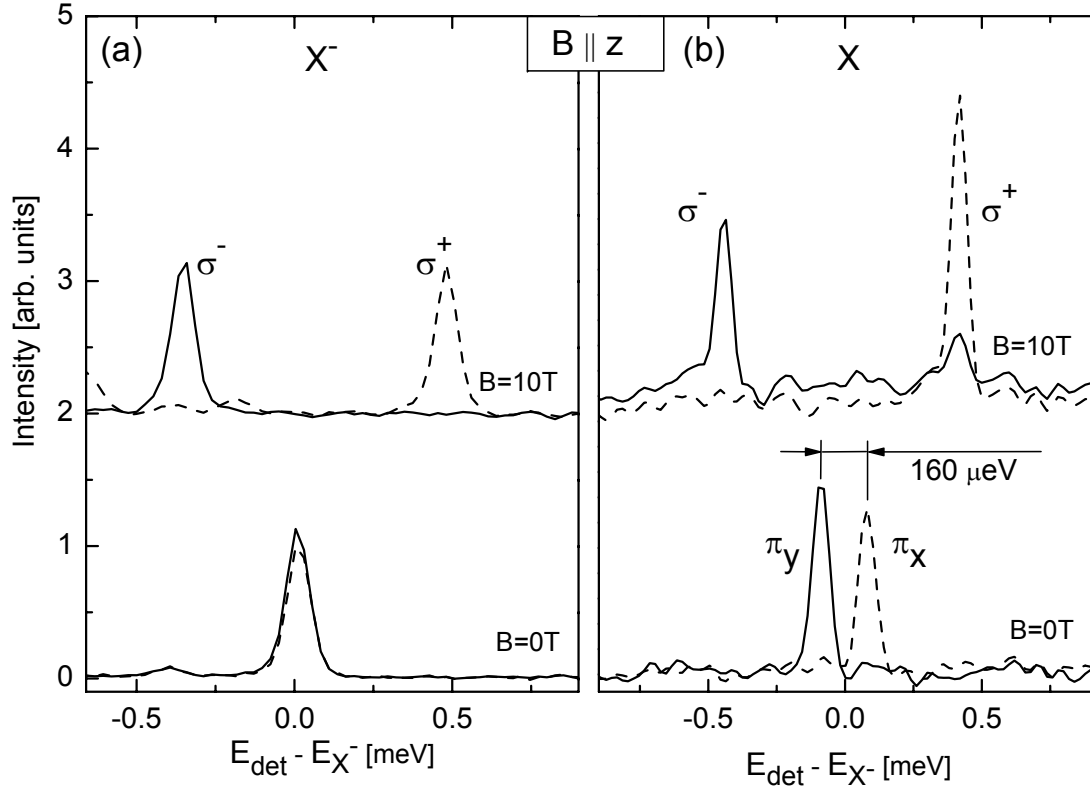 (a)
X⁻
B || z
(b)
X
5
4
3
2
1
0
Intensity [arb. units]
σ⁻
σ⁺
B=10T
B=0T
-0.5
0.0
0.5
E_det - E_X⁻ [meV]
σ⁻
σ⁺
B=10T
160 μeV
π_y
π_x
B=0T
-0.5
0.0
0.5
E_det - E_X- [meV]